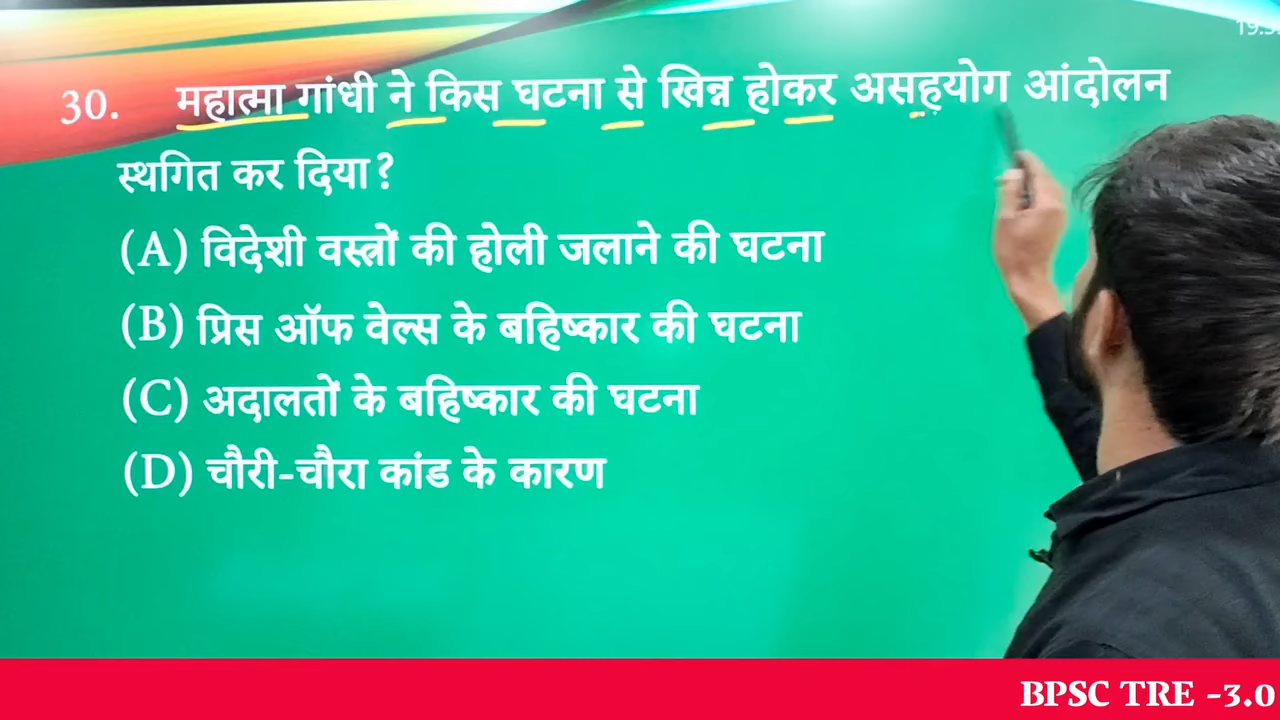 30. महात्मा गांधी ने किस घटना से खिन्न होकर असहयोग आंदोलन
स्थगित कर दिया?
(A) विदेशी वस्त्रों की होली जलाने की घटना
(B) प्रिस ऑफ वेल्स के बहिष्कार की घटना
(C) अदालतों के बहिष्कार की घटना
(D) चौरी-चौरा कांड के कारण
BPSC TRE -3.0